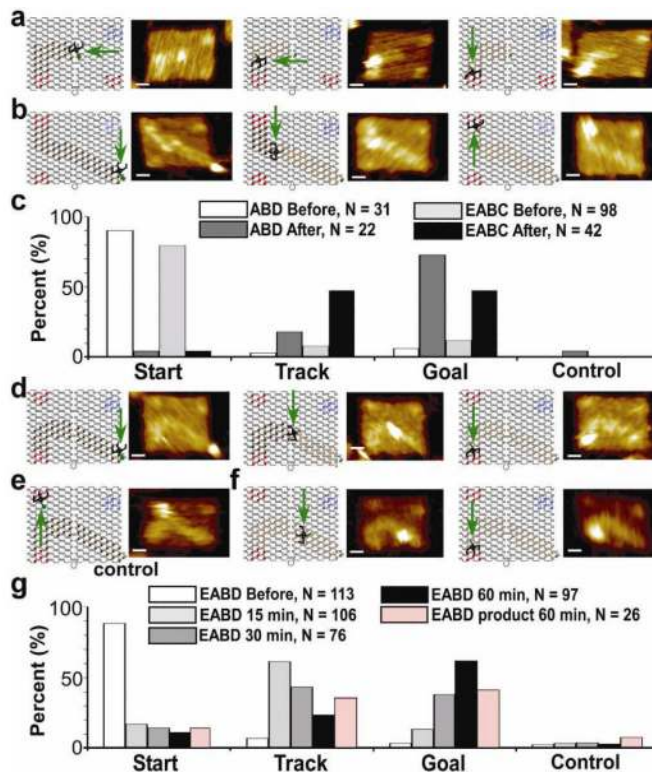 a
b
c
100
50
0
Percent (%)
ABD Before, N = 31
EABC Before, N = 98
ABD After, N = 22
EABC After, N = 42
Start Track Goal Control
d
e f
control
g
100
50
0
Percent (%)
EABD Before, N = 113
EABD 60 min, N = 97
EABD 15 min, N = 106
EABD product 60 min, N = 26
EABD 30 min, N = 76
Start Track Goal Control